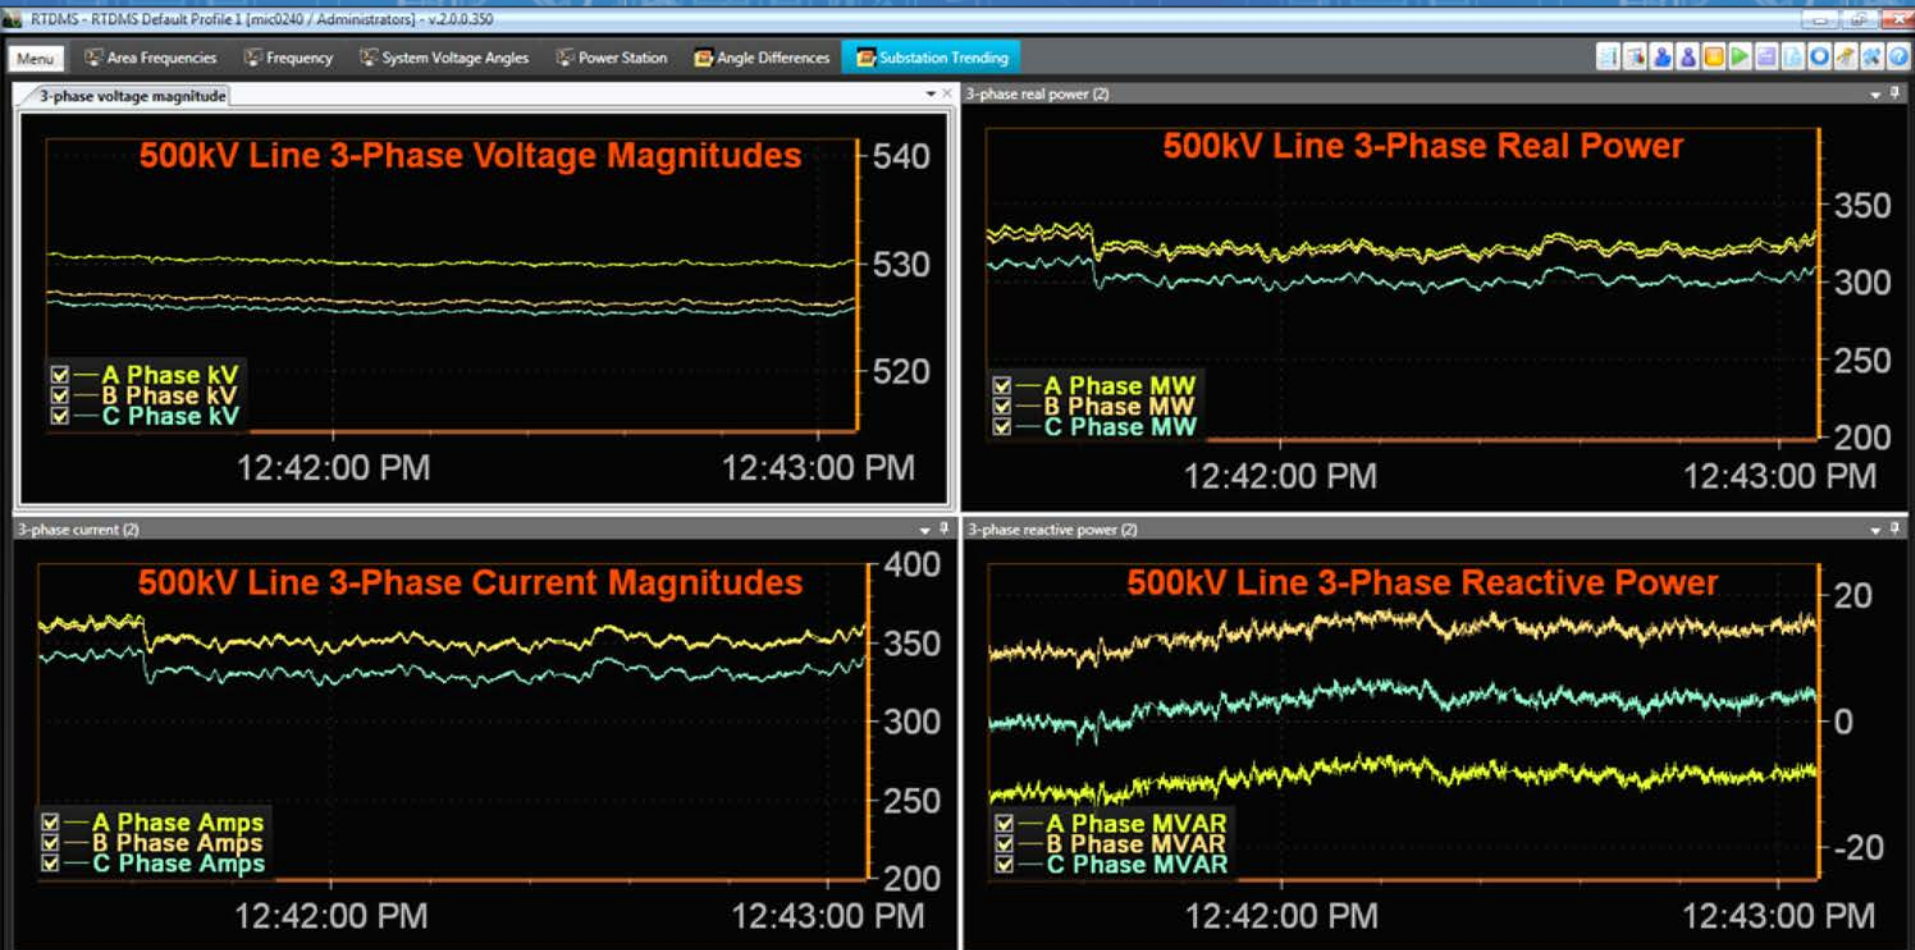 RTDMS - RTDMS Default Profile 1 [mic0240 / Administrators] - v.2.0.0.350
Menu Area Frequencies Frequency System Voltage Angles Power Station Angle Differences Substation Trending
3-phase voltage magnitude
500kV Line 3-Phase Voltage Magnitudes
540
530
520
A Phase kV
B Phase kV
C Phase kV
12:42:00 PM 12:43:00 PM
3-phase real power (2)
500kV Line 3-Phase Real Power
350
300
250
200
A Phase MW
B Phase MW
C Phase MW
12:42:00 PM 12:43:00 PM
3-phase current (2)
500kV Line 3-Phase Current Magnitudes
400
350
300
250
200
A Phase Amps
B Phase Amps
C Phase Amps
12:42:00 PM 12:43:00 PM
3-phase reactive power (2)
500kV Line 3-Phase Reactive Power
20
0
-20
A Phase MVAR
B Phase MVAR
C Phase MVAR
12:42:00 PM 12:43:00 PM